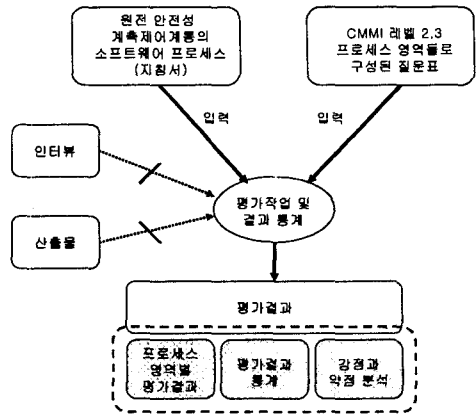 원전 안전성
계측제어계통의
소프트웨어 프로세스
(지침서)
CMMI 레벨 2,3
프로세스 영역들로
구성된 질문표
입력
입력
인터뷰
산출물
평가작업 및
결과 통계
평가결과
프로세스
영역별
평가결과
평가결과
통계
강점과
약점 분석